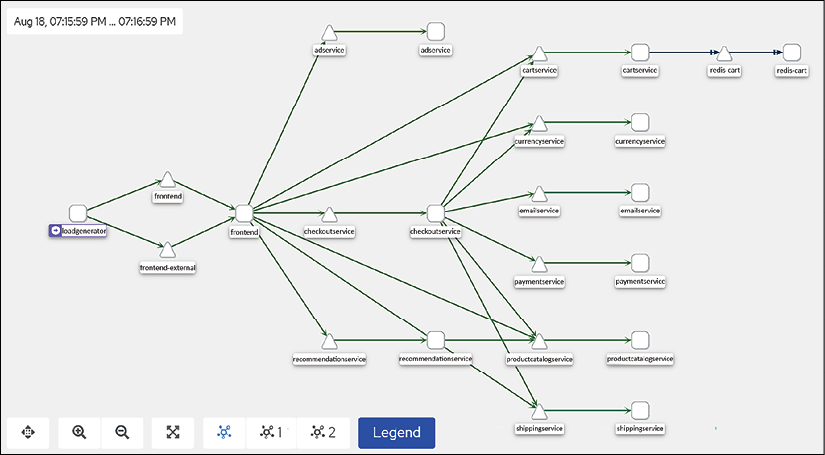 Aug 18, 07:15:59 PM ... 07:16:59 PM
adservice
adservice
cartservice
cartservice
redis cart
redis-cart
currencyservice
currencyservice
frontend
emailservice
emailservice
loadgenerator
frontend
checkoutservice
checkoutservice
frontend-external
paymentservice
paymentservice
recommendationservice
recommendationservice
productcatalogservice
productcatalogservice
shippingservice
shippingservice
1
2
Legend